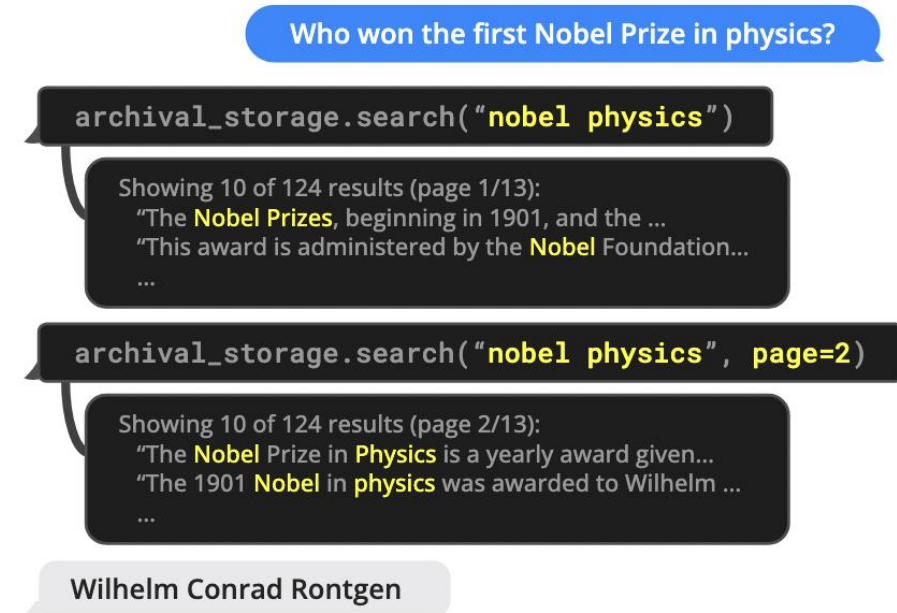 Who won the first Nobel Prize in physics?
archival_storage.search(“nobel physics”)
Showing 10 of 124 results (page 1/13):
“The Nobel Prizes, beginning in 1901, and the ...
“This award is administered by the Nobel Foundation...
...
archival_storage.search(“nobel physics”, page=2)
Showing 10 of 124 results (page 2/13):
“The Nobel Prize in Physics is a yearly award given...
“The 1901 Nobel in physics was awarded to Wilhelm ...
...
Wilhelm Conrad Rontgen